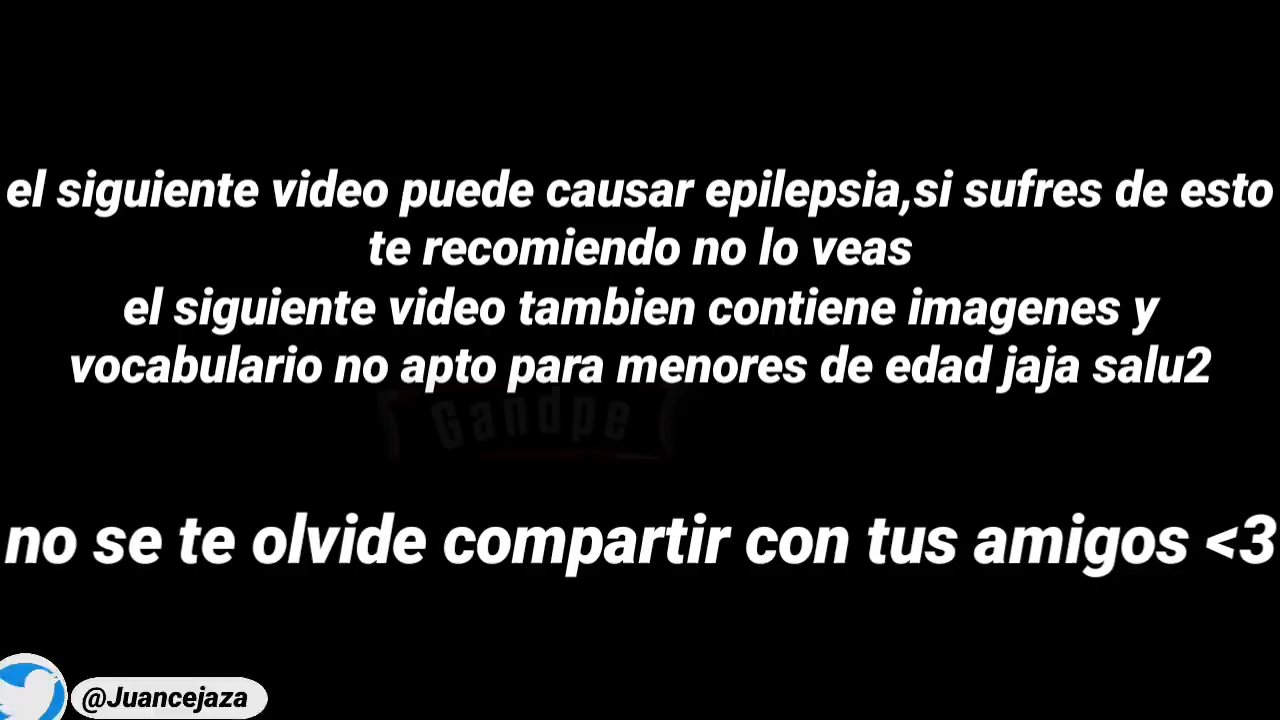 el siguiente video puede causar epilepsia,si sufres de esto
te recomiendo no lo veas
el siguiente video tambien contiene imagenes y
vocabulario no apto para menores de edad jaja salu2
Gandpe
no se te olvide compartir con tus amigos <3
@Juancejaza